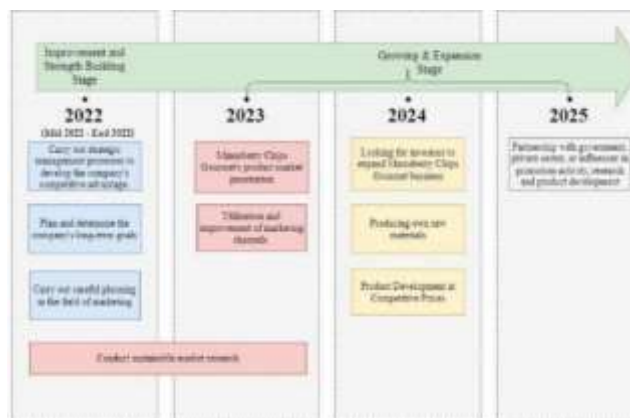 Improvement and
Strength Building
Stage
Growing & Expansion
Stage
2022
(Mid 2022 - End 2022)
2023
2024
2025
Carry out strategic
management processes to
develop the company's
competitive advantage
Plan and determine the
company's long-term goals
Carry out careful planning
in the field of marketing
Chips
Gourmet's product market
penetration
Utilization and
improvement of marketing
channels
Conduct sustainable market research
Looking for investors to
expand Chips
Gourmet business
Producing own raw
materials
Product Development at
Competitive Prices
Partnership with government,
private sector, or influencer in
promotion activity, research
and product development